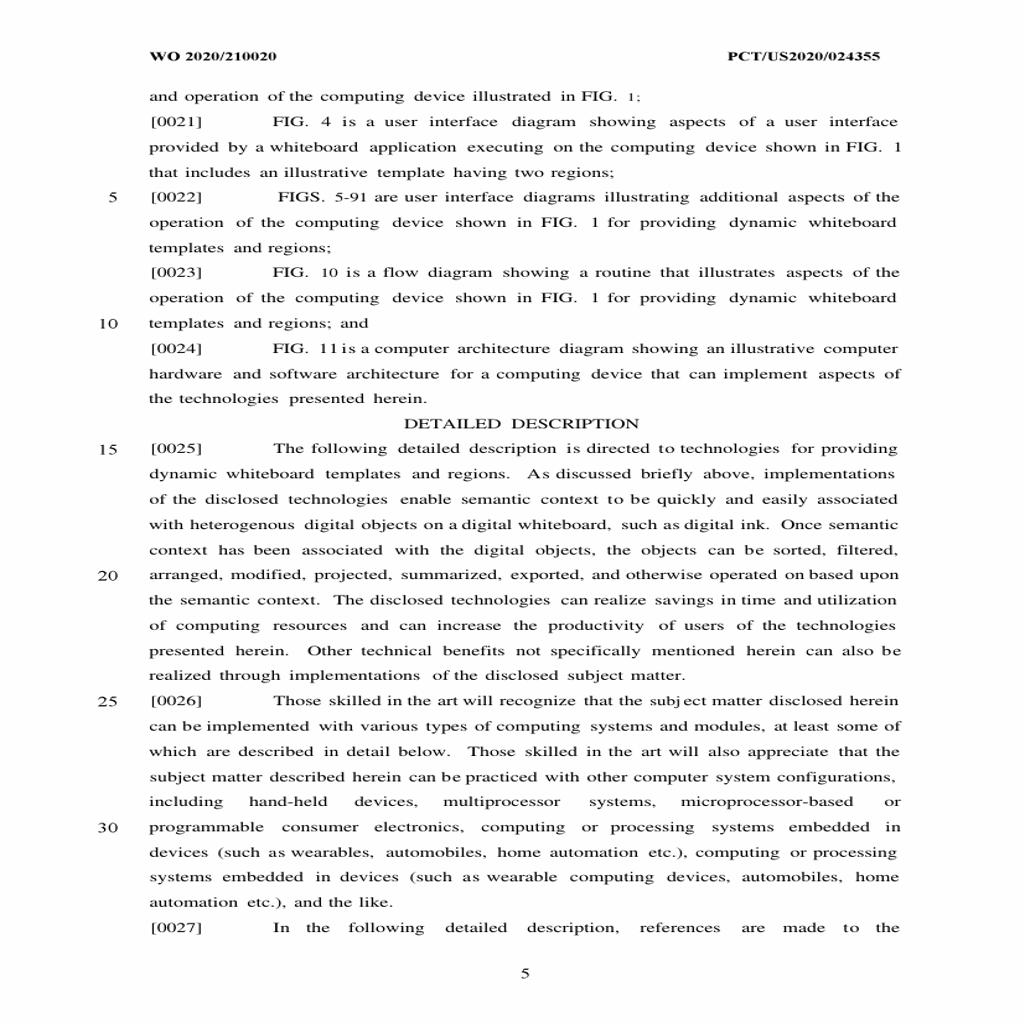 WO 2020/210020 PCT/US2020/024355
and operation of the computing device illustrated in FIG. 1;
[0021] FIG. 4 is a user interface diagram showing aspects of a user interface
provided by a whiteboard application executing on the computing device shown in FIG. 1
that includes an illustrative template having two regions;
5 [0022] FIGS. 5-91 are user interface diagrams illustrating additional aspects of the
operation of the computing device shown in FIG. 1 for providing dynamic whiteboard
templates and regions;
[0023] FIG. 10 is a flow diagram showing a routine that illustrates aspects of the
operation of the computing device shown in FIG. 1 for providing dynamic whiteboard
10 templates and regions; and
[0024] FIG. 11 is a computer architecture diagram showing an illustrative computer
hardware and software architecture for a computing device that can implement aspects of
the technologies presented herein.
DETAILED DESCRIPTION
15 [0025] The following detailed description is directed to technologies for providing
dynamic whiteboard templates and regions. As discussed briefly above, implementations
of the disclosed technologies enable semantic context to be quickly and easily associated
with heterogenous digital objects on a digital whiteboard, such as digital ink. Once semantic
context has been associated with the digital objects, the objects can be sorted, filtered,
20 arranged, modified, projected, summarized, exported, and otherwise operated on based upon
the semantic context. The disclosed technologies can realize savings in time and utilization
of computing resources and can increase the productivity of users of the technologies
presented herein. Other technical benefits not specifically mentioned herein can also be
realized through implementations of the disclosed subject matter.
25 [0026] Those skilled in the art will recognize that the subject matter disclosed herein
can be implemented with various types of computing systems and modules, at least some of
which are described in detail below. Those skilled in the art will also appreciate that the
subject matter described herein can be practiced with other computer system configurations,
including hand-held devices, multiprocessor systems, microprocessor-based or
30 programmable consumer electronics, computing or processing systems embedded in
devices (such as wearables, automobiles, home automation etc.), computing or processing
systems embedded in devices (such as wearable computing devices, automobiles, home
automation etc.), and the like.
[0027] In the following detailed description, references are made to the
5